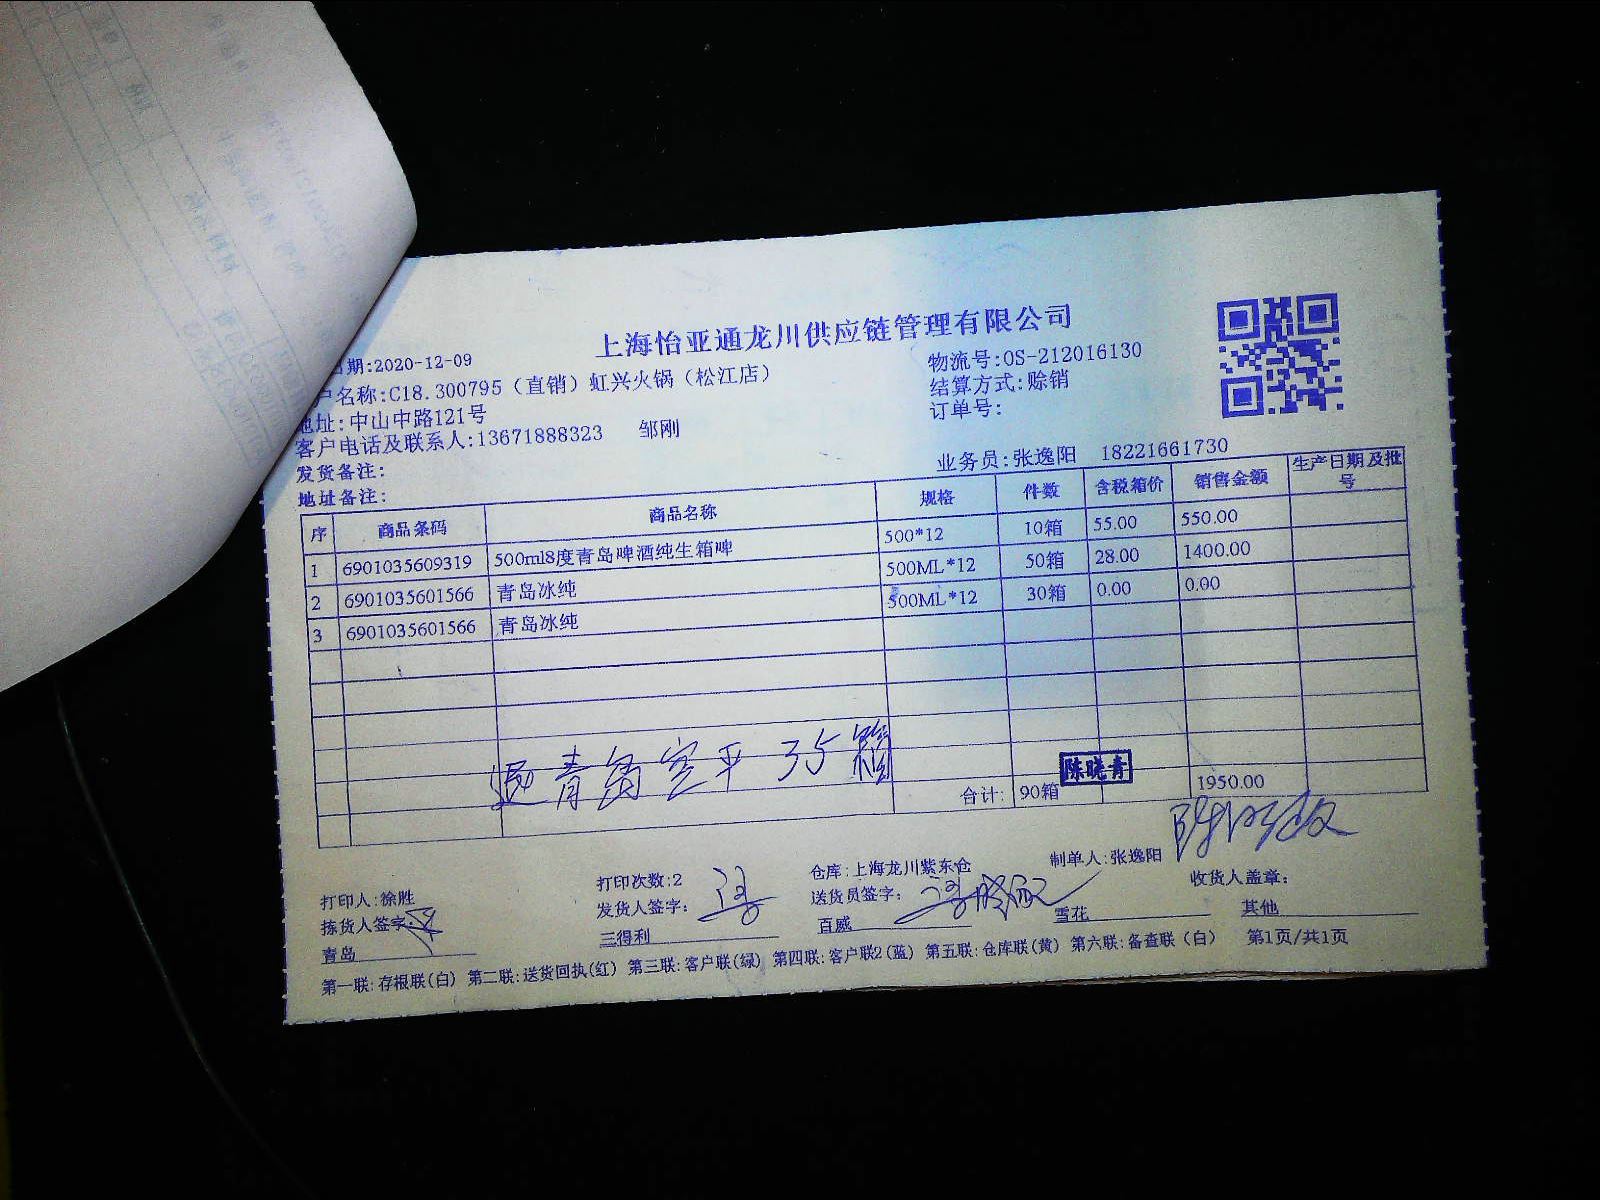 上海怡亚通龙川供应链管理有限公司
期:2020-12-09
物流号:OS-212016130
户名称:C18.300795（直销）虹兴火锅（松江店）
结算方式:赊销
地址:中山中路121号
订单号:
客户电话及联系人:13671888323 邹刚
发货备注:
业务员:张逸阳 18221661730
地址备注:
序 商品条码 商品名称 规格 件数 含税箱价 销售金额 生产日期及批号
1 6901035609319 500ml8度青岛啤酒纯生箱啤 500*12 10箱 55.00 550.00
2 6901035601566 青岛冰纯 500ML*12 50箱 28.00 1400.00
3 6901035601566 青岛冰纯 500ML*12 30箱 0.00 0.00
退青岛空平 35箱
陈晓青
合计: 90箱 1950.00
打印人:徐胜 打印次数:2 仓库:上海龙川紫东仓 制单人:张逸阳
拣货人签字: 发货人签字: 送货员签字: 收货人盖章:
青岛 三得利 百威 雪花 其他
第一联:存根联(白) 第二联:送货回执(红) 第三联:客户联(绿) 第四联:客户联2(蓝) 第五联:仓库联(黄) 第六联:备查联(白) 第1页/共1页